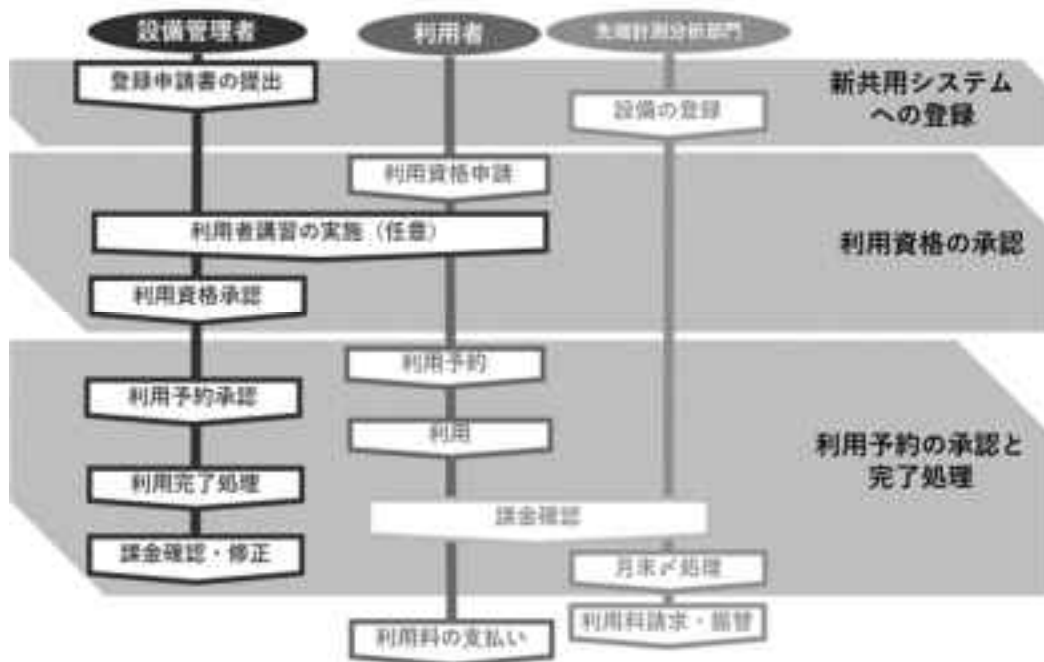 設備管理者
利用者
先端計測分析部門
登録申請書の提出
設備の登録
新共用システム
への登録
利用資格申請
利用者講習の実施（任意）
利用資格承認
利用資格の承認
利用予約
利用予約承認
利用
利用予約の承認と
完了処理
利用完了処理
課金確認
課金確認・修正
月末〆処理
利用料請求・振替
利用料の支払い